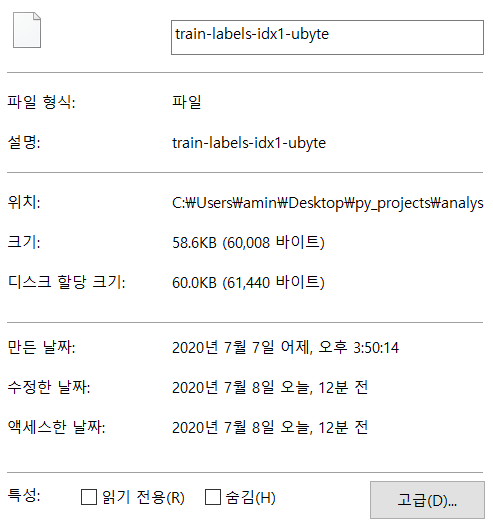 train-labels-idx1-ubyte
파일 형식: 파일
설명: train-labels-idx1-ubyte
위치: C:₩Users₩amin₩Desktop₩py_projects₩analys
크기: 58.6KB (60,008 바이트)
디스크 할당 크기: 60.0KB (61,440 바이트)
만든 날짜: 2020년 7월 7일 어제, 오후 3:50:14
수정한 날짜: 2020년 7월 8일 오늘, 12분 전
액세스한 날짜: 2020년 7월 8일 오늘, 12분 전
특성: 읽기 전용(R) 숨김(H) 고급(D)...